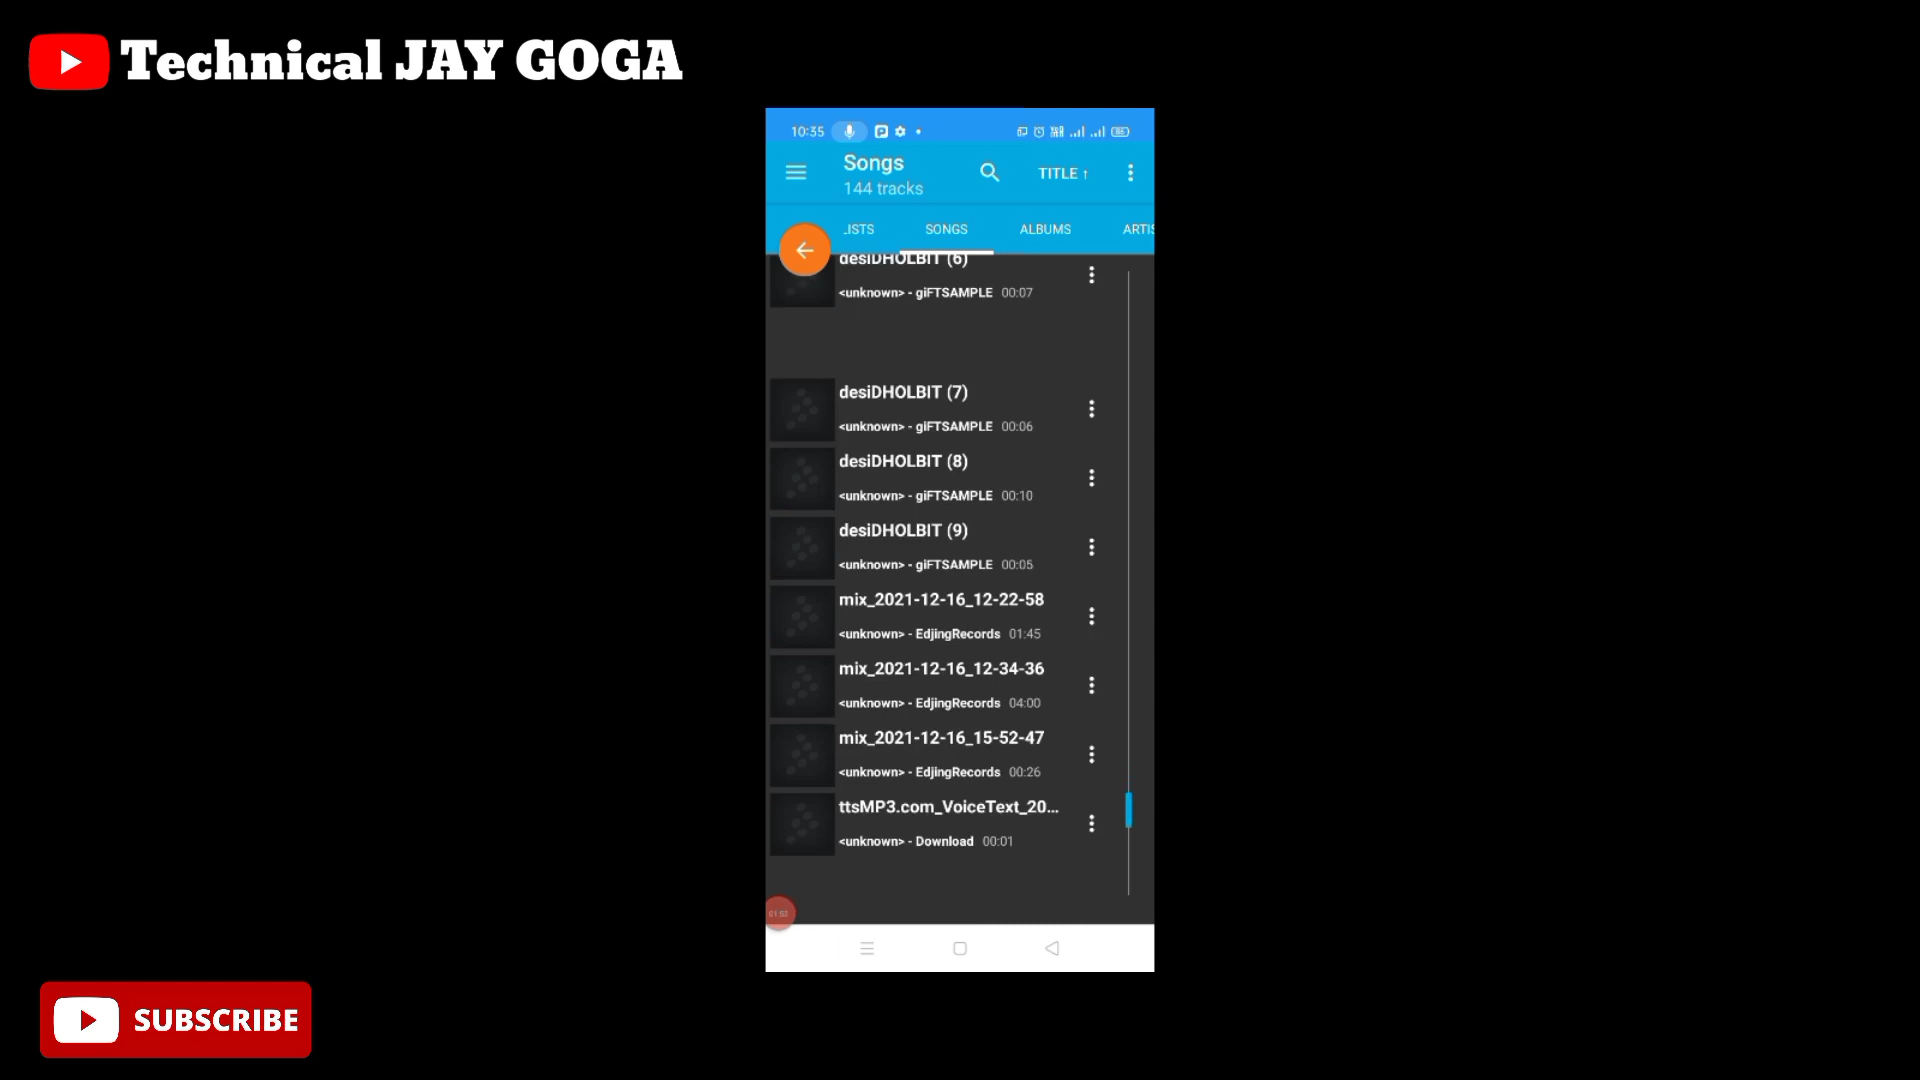 Technical JAY GOGA
10:35
Songs
144 tracks
TITLE ↑
LISTS SONGS ALBUMS ARTIS
desiDHOLBIT (6)
<unknown> - giFTSAMPLE 00:07
desiDHOLBIT (7)
<unknown> - giFTSAMPLE 00:06
desiDHOLBIT (8)
<unknown> - giFTSAMPLE 00:10
desiDHOLBIT (9)
<unknown> - giFTSAMPLE 00:05
mix_2021-12-16_12-22-58
<unknown> - EdjingRecords 01:45
mix_2021-12-16_12-34-36
<unknown> - EdjingRecords 04:00
mix_2021-12-16_15-52-47
<unknown> - EdjingRecords 00:26
ttsMP3.com_VoiceText_20...
<unknown> - Download 00:01
SUBSCRIBE